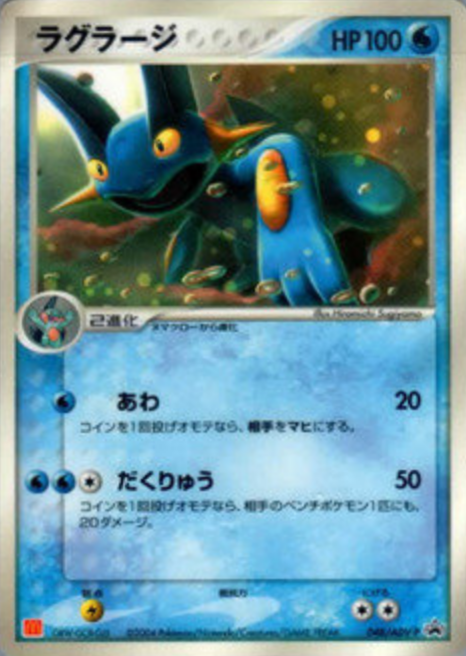 ラグラージ
HP100
Illus.Hiromichi Sugiyama
2進化
ヌマクローから進化
あわ 20
コインを1回投げオモテなら、相手をマヒにする。
だくりゅう 50
コインを1回投げオモテなら、相手のベンチポケモン1匹にも、
20ダメージ。
弱点 抵抗力 にげる
©2004 Pokémon/Nintendo/Creatures/GAME FREAK
048/ADV-P